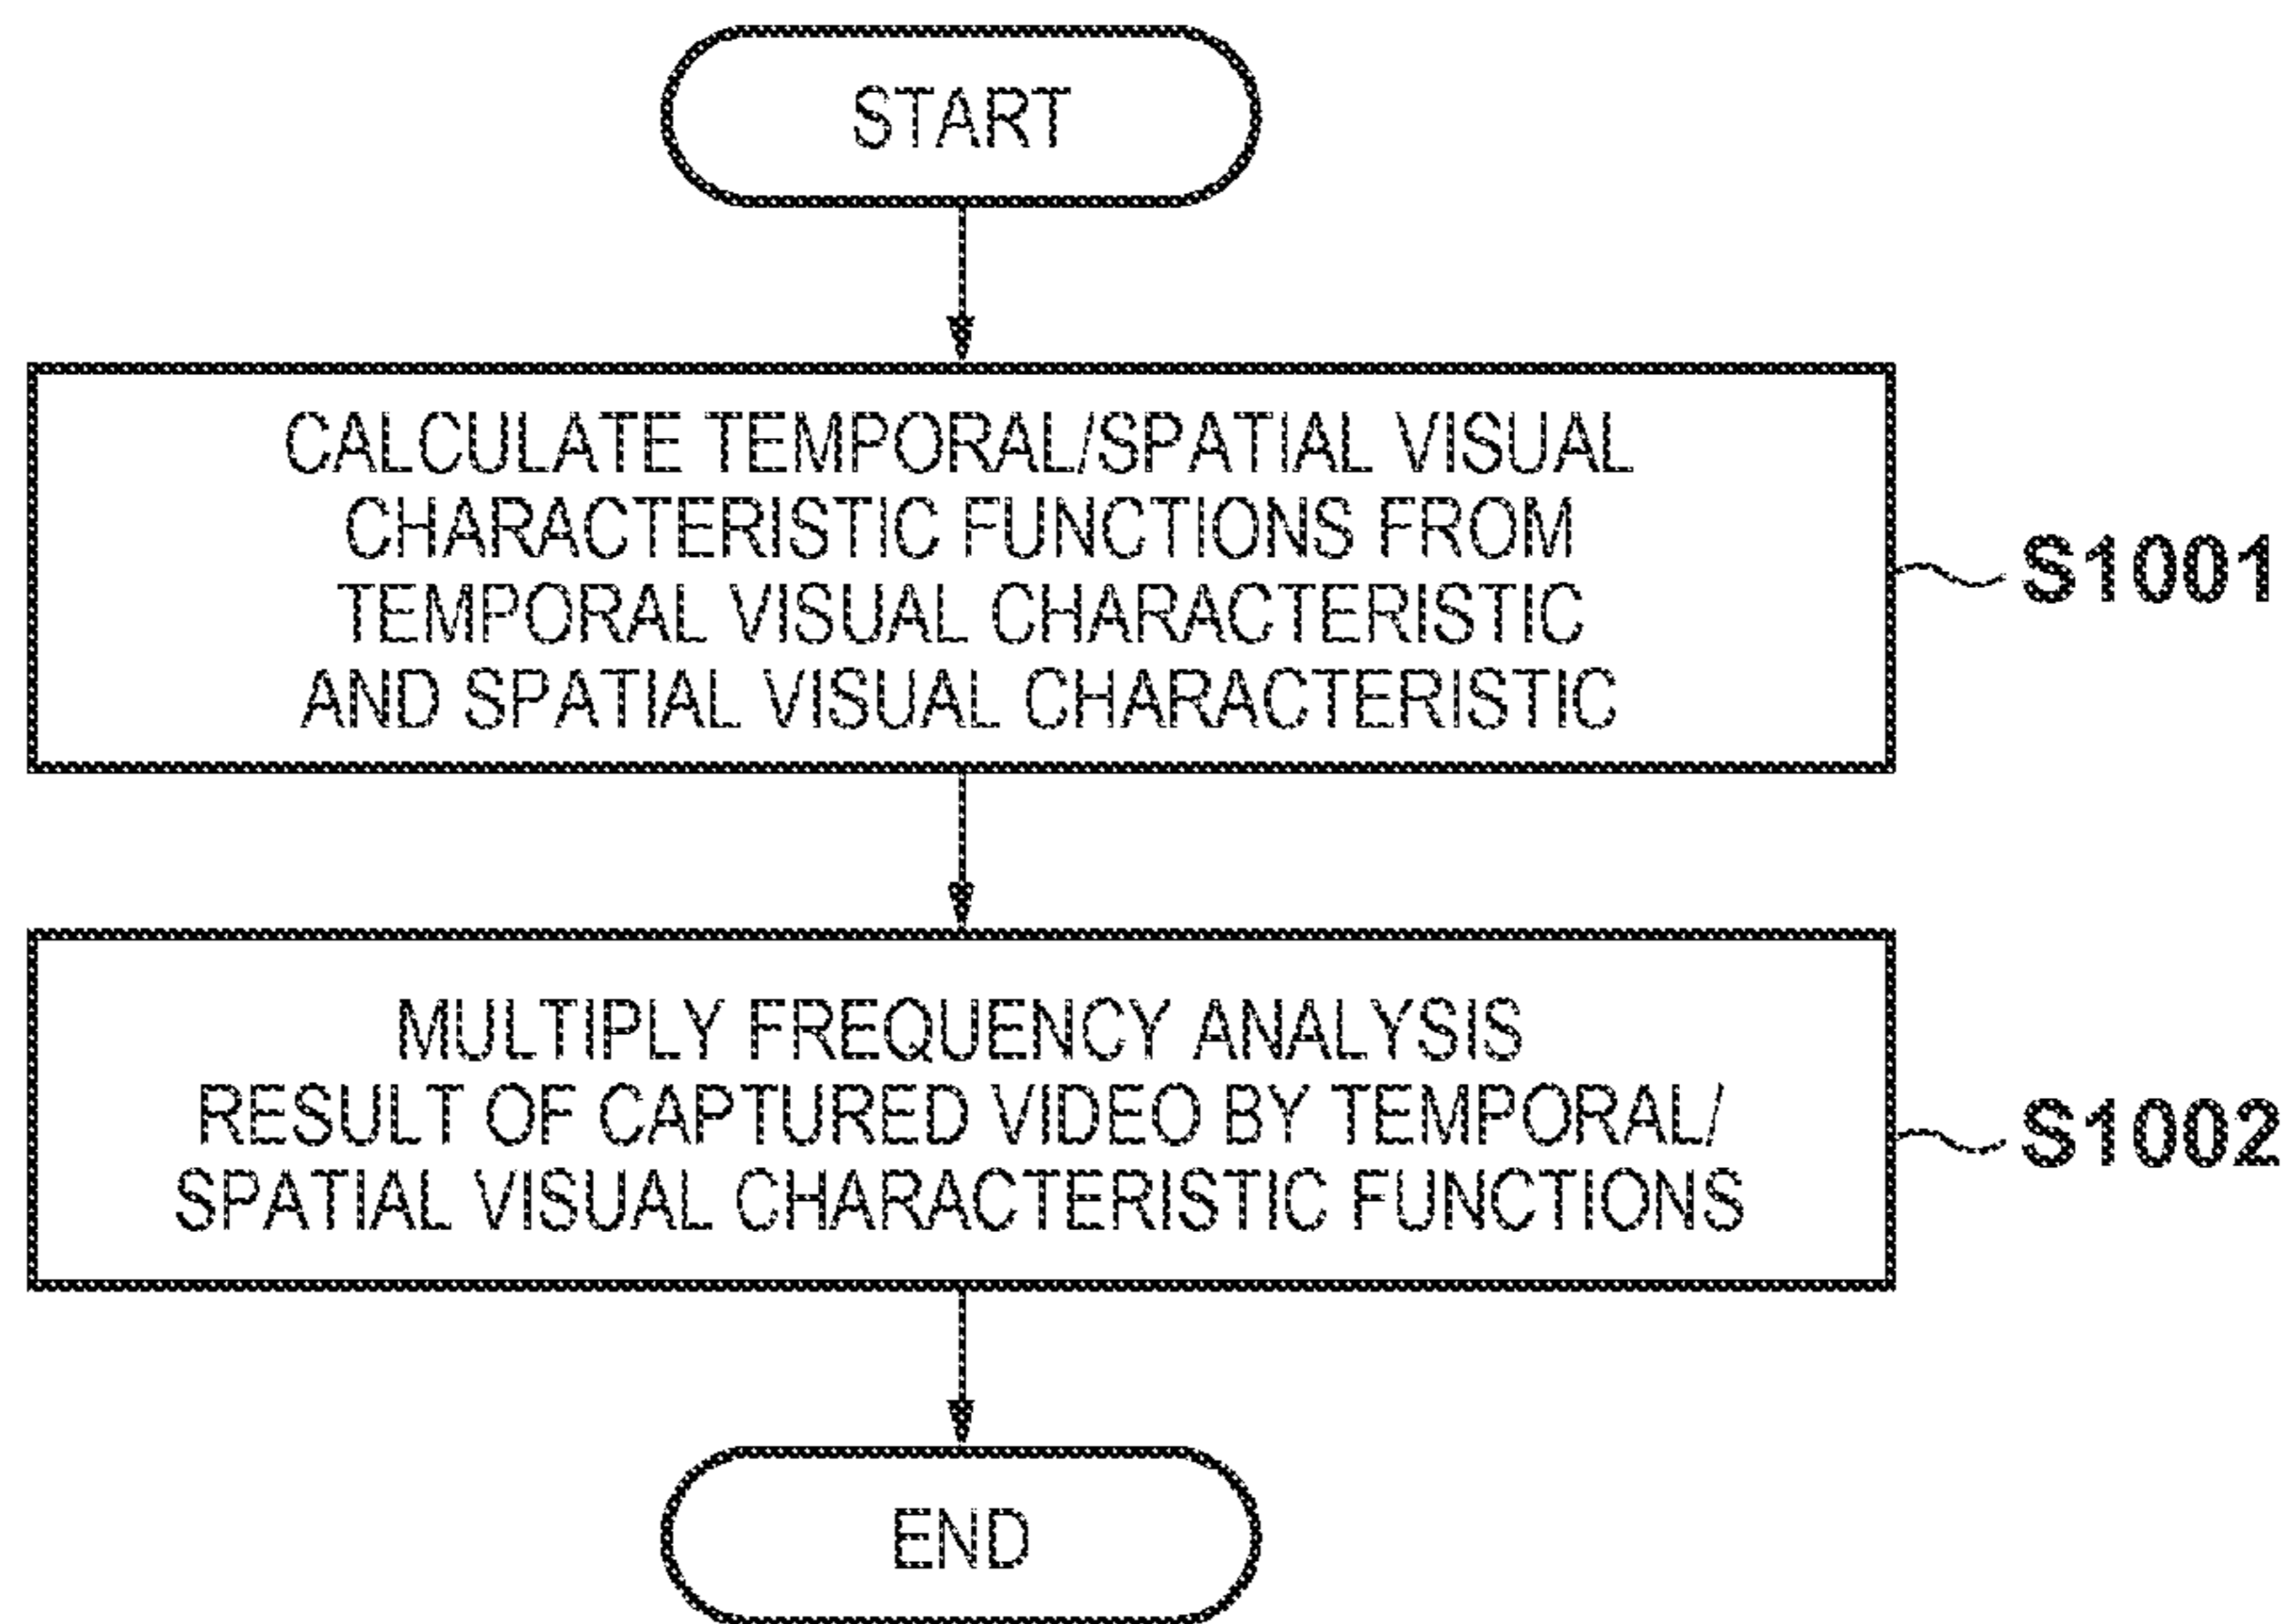 START
CALCULATE TEMPORAL/SPATIAL VISUAL
CHARACTERISTIC FUNCTIONS FROM
TEMPORAL VISUAL CHARACTERISTIC
AND SPATIAL VISUAL CHARACTERISTIC
S1001
MULTIPLY FREQUENCY ANALYSIS
RESULT OF CAPTURED VIDEO BY TEMPORAL/
SPATIAL VISUAL CHARACTERISTIC FUNCTIONS
S1002
END